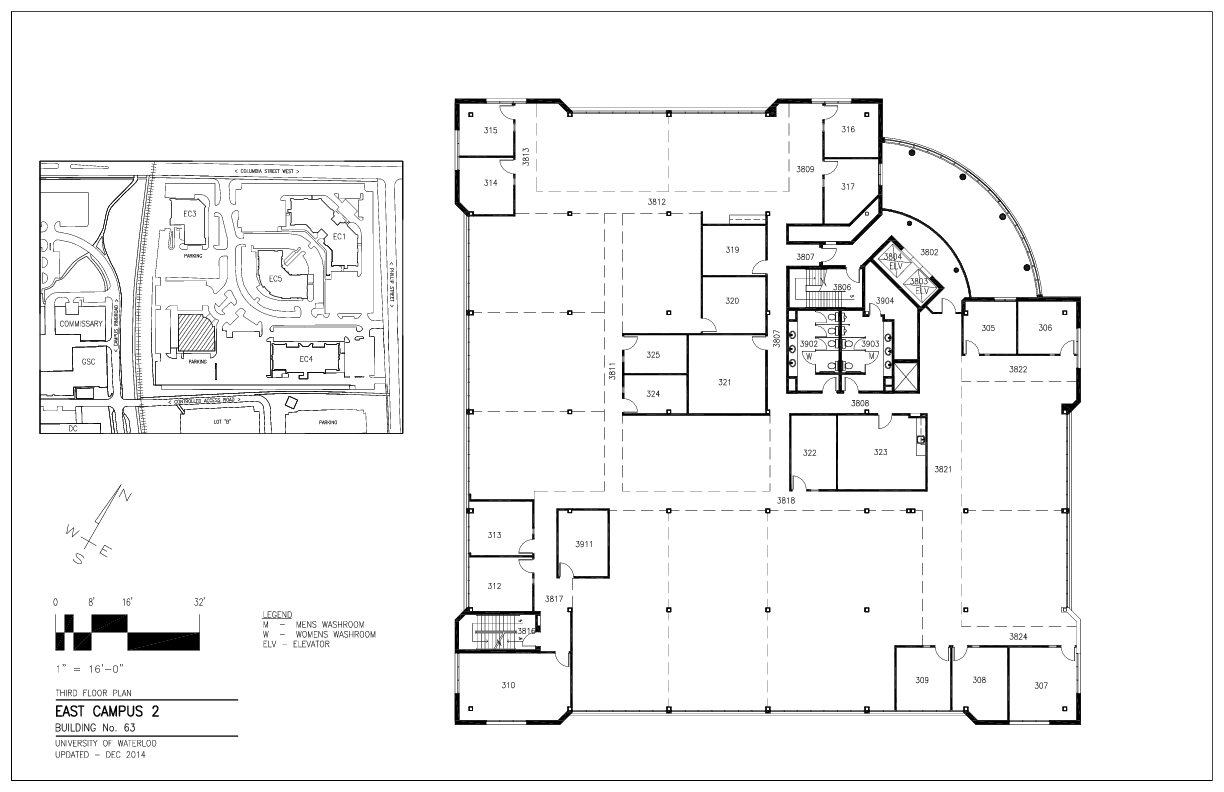 315
314
3813
3812
3809
316
317
319
320
3807
3807
3806
3804
ELV
3803
ELV
3802
3904
3902
W
3903
M
3808
305
306
3822
325
324
3811
321
322
323
3821
3818
313
312
3911
3817
3816
310
309
308
307
3824
< COLUMBIA STREET WEST >
EC3
EC1
PARKING
EC5
< PHILLIP STREET >
COMMISSARY
GSC
< CAMPUS RINGROAD >
PARKING
EC4
< CONTROLLED ACCESS ROAD >
DC
LOT "B"
PARKING
N
W
E
S
0 8' 16' 32'
1" = 16'-0"
LEGEND
M – MENS WASHROOM
W – WOMENS WASHROOM
ELV – ELEVATOR
THIRD FLOOR PLAN
EAST CAMPUS 2
BUILDING No. 63
UNIVERSITY OF WATERLOO
UPDATED – DEC 2014